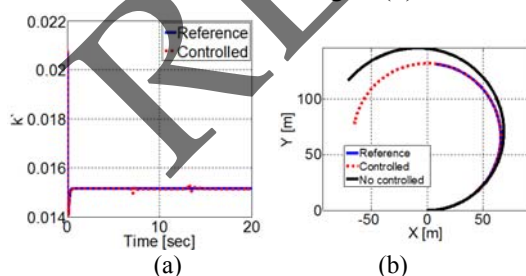 0.022
0.02
0.018
0.016
0.014
0
10
20
k'
Time [sec]
Reference
Controlled
(a)
100
50
0
-50
0
50
Y [m]
X [m]
Reference
Controlled
No controlled
(b)